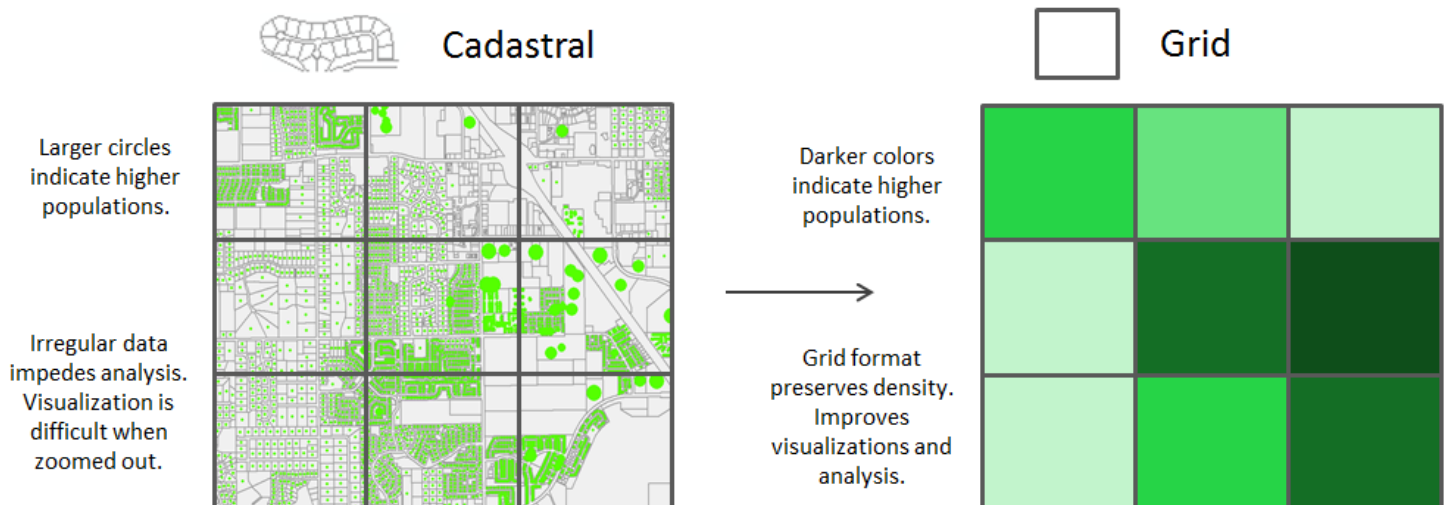 Cadastral
Grid
Larger circles
indicate higher
populations.
Irregular data
impedes analysis.
Visualization is
difficult when
zoomed out.
Darker colors
indicate higher
populations.
Grid format
preserves density.
Improves
visualizations and
analysis.